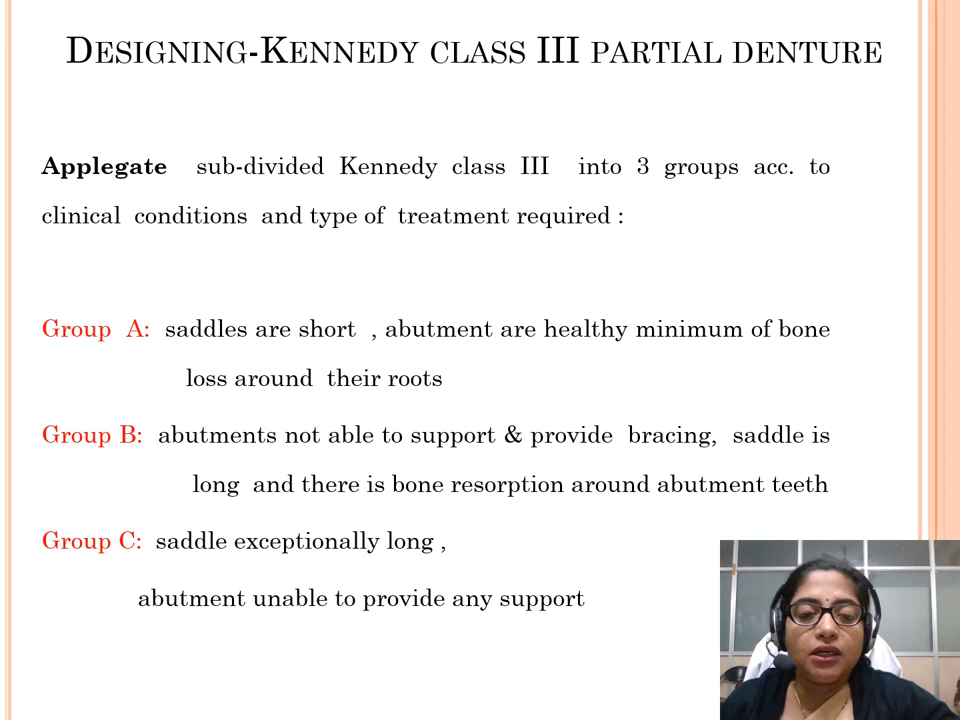 DESIGNING-KENNEDY CLASS III PARTIAL DENTURE
Applegate sub-divided Kennedy class III into 3 groups acc. to
clinical conditions and type of treatment required :
Group A: saddles are short , abutment are healthy minimum of bone
loss around their roots
Group B: abutments not able to support & provide bracing, saddle is
long and there is bone resorption around abutment teeth
Group C: saddle exceptionally long ,
abutment unable to provide any support